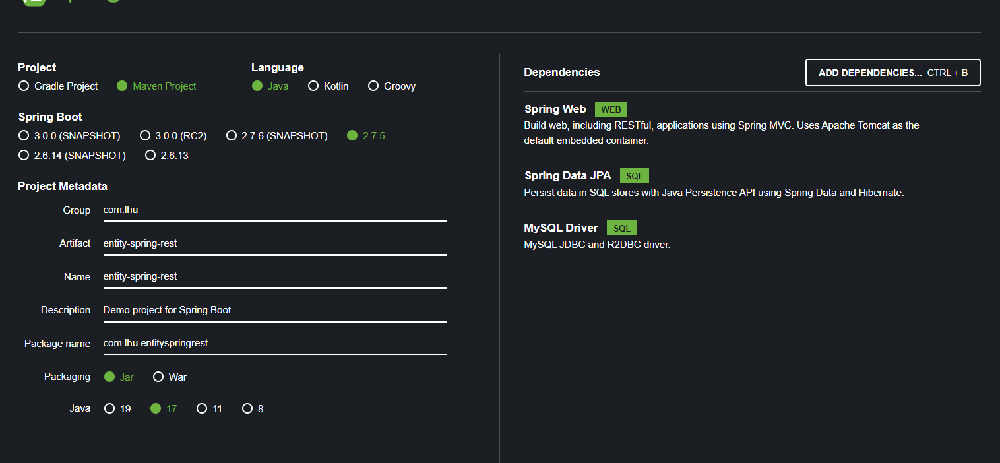 Project
Gradle Project Maven Project
Language
Java Kotlin Groovy
Spring Boot
3.0.0 (SNAPSHOT) 3.0.0 (RC2) 2.7.6 (SNAPSHOT) 2.7.5
2.6.14 (SNAPSHOT) 2.6.13
Project Metadata
Group com.lhu
Artifact entity-spring-rest
Name entity-spring-rest
Description Demo project for Spring Boot
Package name com.lhu.entityspringrest
Packaging Jar War
Java 19 17 11 8
Dependencies
ADD DEPENDENCIES... CTRL + B
Spring Web WEB
Build web, including RESTful, applications using Spring MVC. Uses Apache Tomcat as the
default embedded container.
Spring Data JPA SQL
Persist data in SQL stores with Java Persistence API using Spring Data and Hibernate.
MySQL Driver SQL
MySQL JDBC and R2DBC driver.